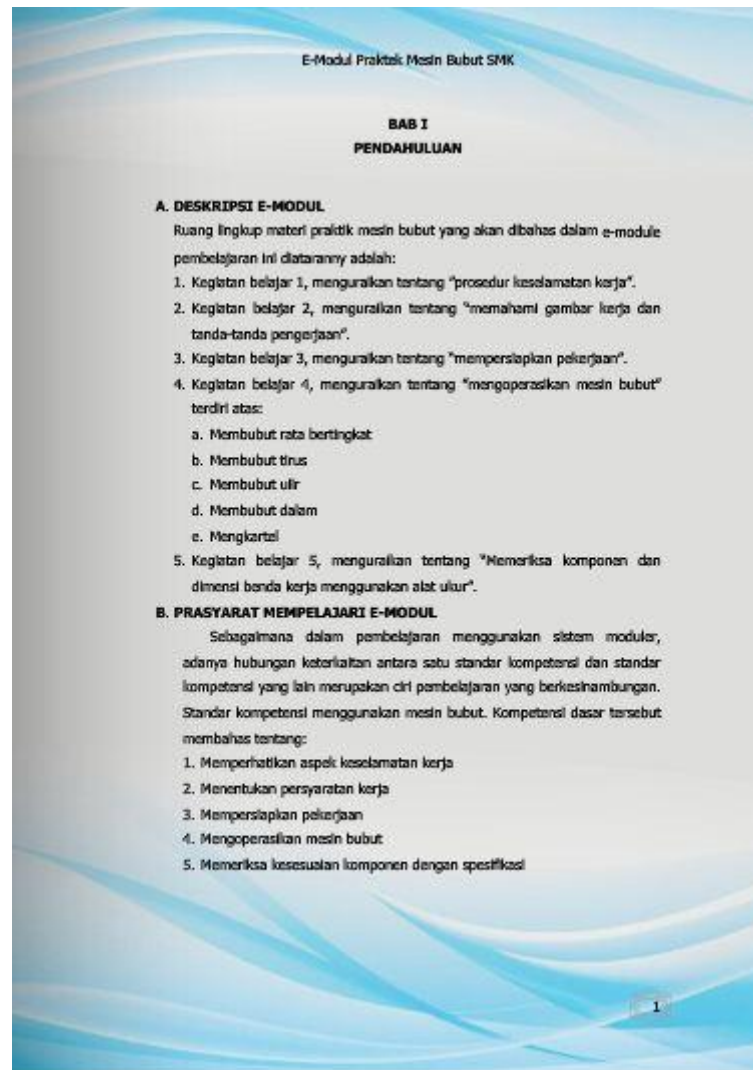 E-Modul Praktek Mesin Bubut SMK
BAB I
PENDAHULUAN
A. DESKRIPSI E-MODUL
Ruang lingkup materi praktik mesin bubut yang akan dibahas dalam e-module
pembelajaran ini diataranny adalah:
1. Kegiatan belajar 1, menguraikan tentang "prosedur keselamatan kerja".
2. Kegiatan belajar 2, menguraikan tentang "memahami gambar kerja dan
tanda-tanda pengerjaan".
3. Kegiatan belajar 3, menguraikan tentang "mempersiapkan pekerjaan".
4. Kegiatan belajar 4, menguraikan tentang "mengoperasikan mesin bubut"
terdiri atas:
a. Membubut rata bertingkat
b. Membubut tirus
c. Membubut ulir
d. Membubut dalam
e. Mengkartel
5. Kegiatan belajar 5, menguraikan tentang "Memeriksa komponen dan
dimensi benda kerja menggunakan alat ukur".
B. PRASYARAT MEMPELAJARI E-MODUL
Sebagaimana dalam pembelajaran menggunakan sistem moduler,
adanya hubungan keterkaitan antara satu standar kompetensi dan standar
kompetensi yang lain merupakan ciri pembelajaran yang berkesinambungan.
Standar kompetensi menggunakan mesin bubut. Kompetensi dasar tersebut
membahas tentang:
1. Memperhatikan aspek keselamatan kerja
2. Menentukan persyaratan kerja
3. Mempersiapkan pekerjaan
4. Mengoperasikan mesin bubut
5. Memeriksa kesesuaian komponen dengan spesifikasi
1